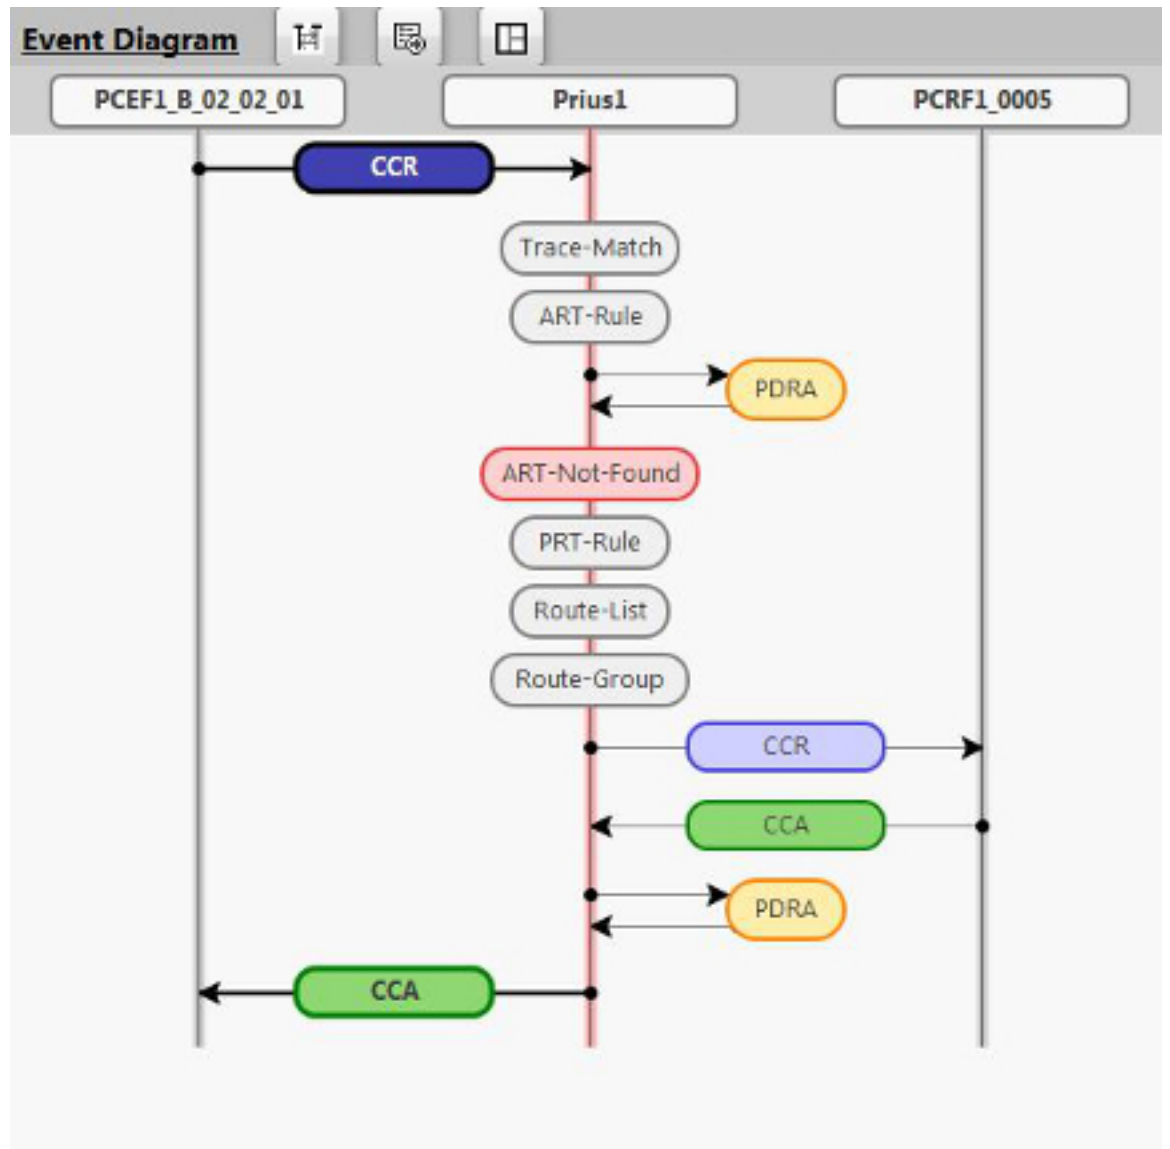 Event Diagram
PCEF1_B_02_02_01 Prius1 PCRF1_0005
CCR
Trace-Match
ART-Rule
PDRA
ART-Not-Found
PRT-Rule
Route-List
Route-Group
CCR
CCA
PDRA
CCA